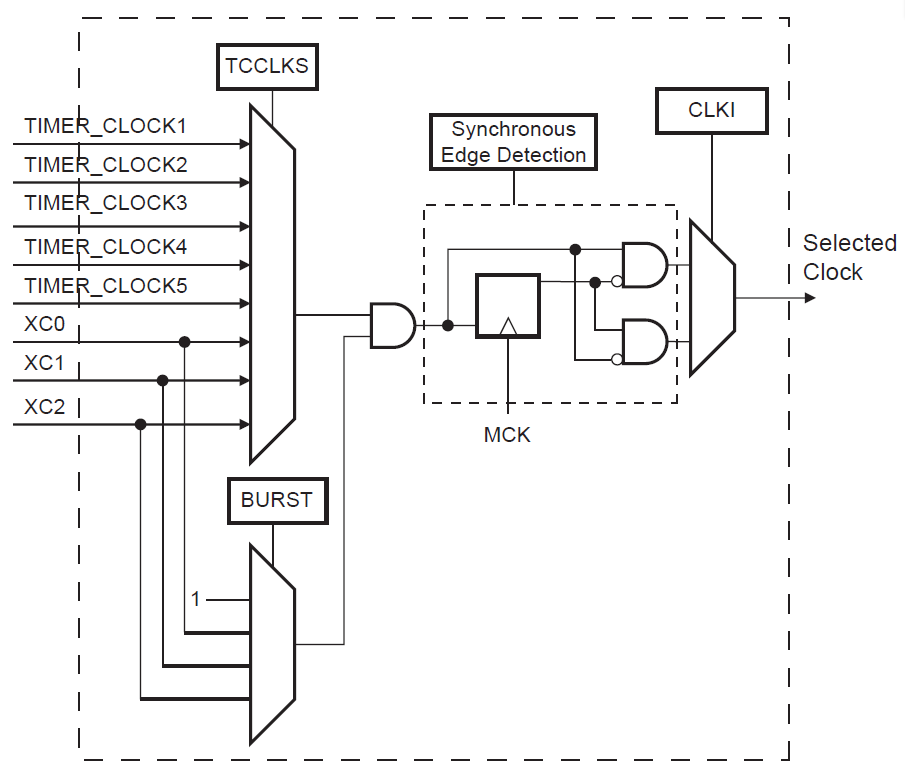 TCCLKS
TIMER_CLOCK1
TIMER_CLOCK2
TIMER_CLOCK3
TIMER_CLOCK4
TIMER_CLOCK5
XC0
XC1
XC2
Synchronous
Edge Detection
CLKI
Selected
Clock
MCK
BURST
1